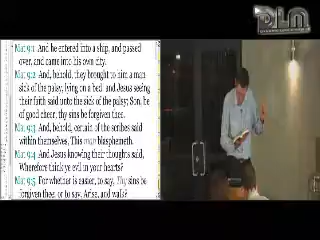 DLM
Mat 9:1 And he entered into a ship, and passed
over, and came into his own city.
Mat 9:2 And, behold, they brought to him a man
sick of the palsy, lying on a bed: and Jesus seeing
their faith said unto the sick of the palsy; Son, be
of good cheer; thy sins be forgiven thee.
Mat 9:3 And, behold, certain of the scribes said
within themselves, This man blasphemeth.
Mat 9:4 And Jesus knowing their thoughts said,
Wherefore think ye evil in your hearts?
Mat 9:5 For whether is easier, to say, Thy sins be
forgiven thee; or to say, Arise, and walk?